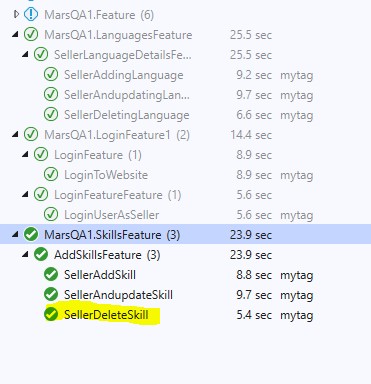 MarsQA1.Feature (6)
MarsQA1.LanguagesFeature 25.5 sec
SellerLanguageDetailsFe... 25.5 sec
SellerAddingLanguage 9.2 sec mytag
SellerAndupdatingLan... 9.7 sec mytag
SellerDeletingLanguage 6.6 sec mytag
MarsQA1.LoginFeature1 (2) 14.4 sec
LoginFeature (1) 8.9 sec
LoginToWebsite 8.9 sec mytag
LoginFeatureFeature (1) 5.6 sec
LoginUserAsSeller 5.6 sec mytag
MarsQA1.SkillsFeature (3) 23.9 sec
AddSkillsFeature (3) 23.9 sec
SellerAddSkill 8.8 sec mytag
SellerAndupdateSkill 9.7 sec mytag
SellerDeleteSkill 5.4 sec mytag